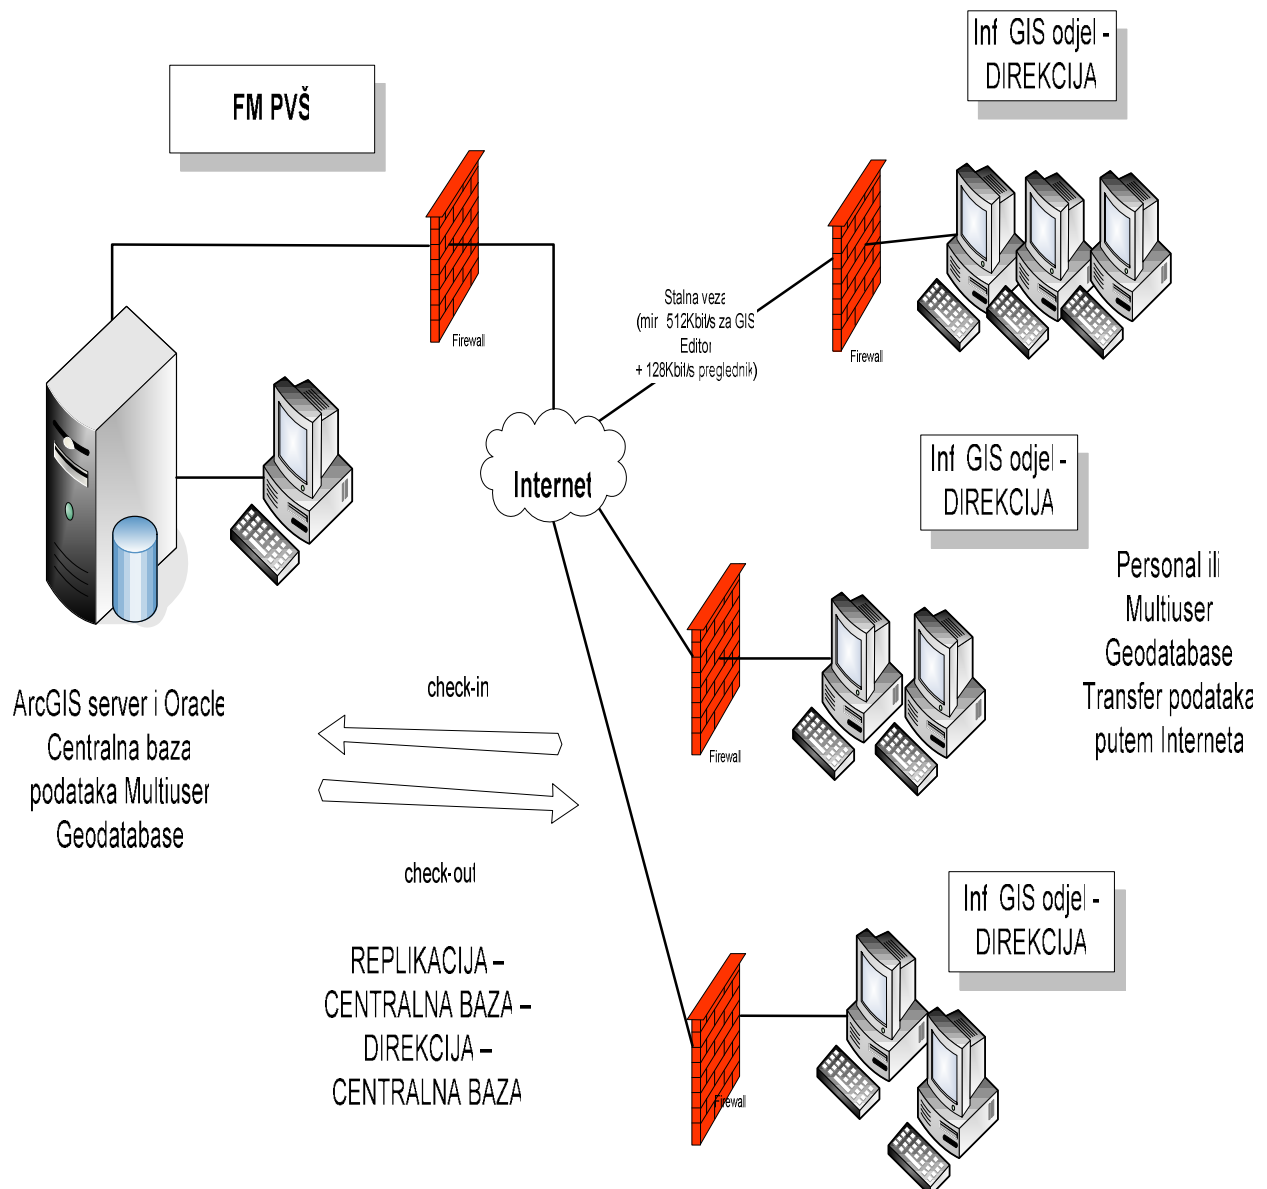 Inf GIS odjel -
DIREKCIJA
FM PVŠ
Firewall
Stalna veza
(min 512Kbit/s za GIS
Editor
+ 128Kbit/s preglednik)
Firewall
Internet
Inf GIS odjel -
DIREKCIJA
Personal ili
Multiuser
Geodatabase
Transfer podataka
putem Interneta
Firewall
ArcGIS server i Oracle
Centralna baza
podataka Multiuser
Geodatabase
check-in
check-out
REPLIKACIJA –
CENTRALNA BAZA –
DIREKCIJA –
CENTRALNA BAZA
Inf GIS odjel -
DIREKCIJA
Firewall